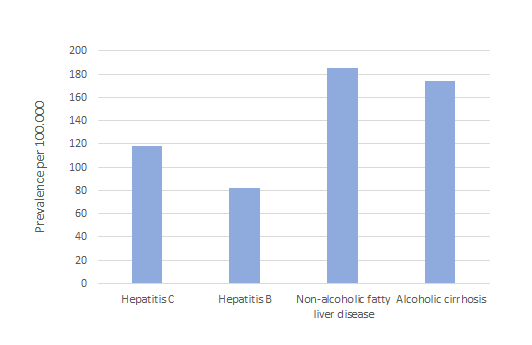 200
180
160
140
120
100
80
60
40
20
0
Prevalence per 100.000
Hepatitis C
Hepatitis B
Non-alcoholic fatty
liver disease
Alcoholic cirrhosis